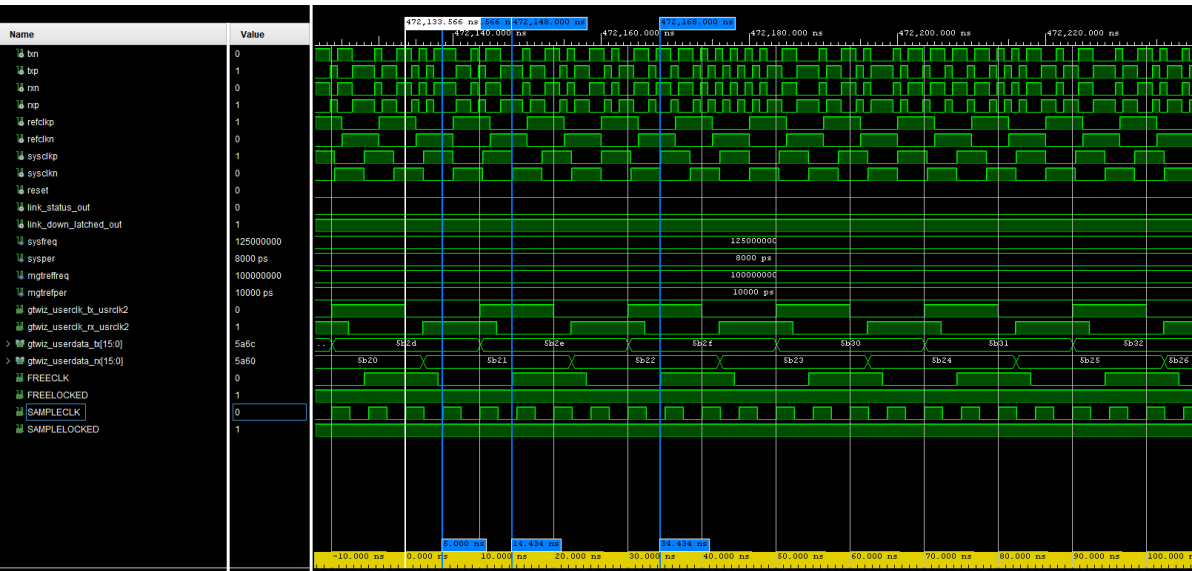 Name Value
472,133.566 ns .566 ns 472,148.000 ns 472,168.000 ns
472,140.000 ns 472,160.000 ns 472,180.000 ns 472,200.000 ns 472,220.000 ns
txn 0
txp 1
rxn 0
rxp 1
refclkp 1
refclkn 0
sysclkp 1
sysclkn 0
reset 0
link_status_out 0
link_down_latched_out 1
sysfreq 125000000 125000000
sysper 8000 ps 8000 ps
mgtreffreq 100000000 100000000
mgtrefper 10000 ps 10000 ps
gtwiz_userclk_tx_usrclk2 0
gtwiz_userclk_rx_usrclk2 1
gtwiz_userdata_tx[15:0] 5a6c .. 5b2d 5b2e 5b2f 5b30 5b31 5b32
gtwiz_userdata_rx[15:0] 5a60 5b20 5b21 5b22 5b23 5b24 5b25 5b26
FREECLK 0
FREELOCKED 1
SAMPLECLK 0
SAMPLELOCKED 1
5.000 ns 14.434 ns 34.434 ns
-10.000 ns 0.000 ns 10.000 ns 20.000 ns 30.000 ns 40.000 ns 50.000 ns 60.000 ns 70.000 ns 80.000 ns 90.000 ns 100.000 n